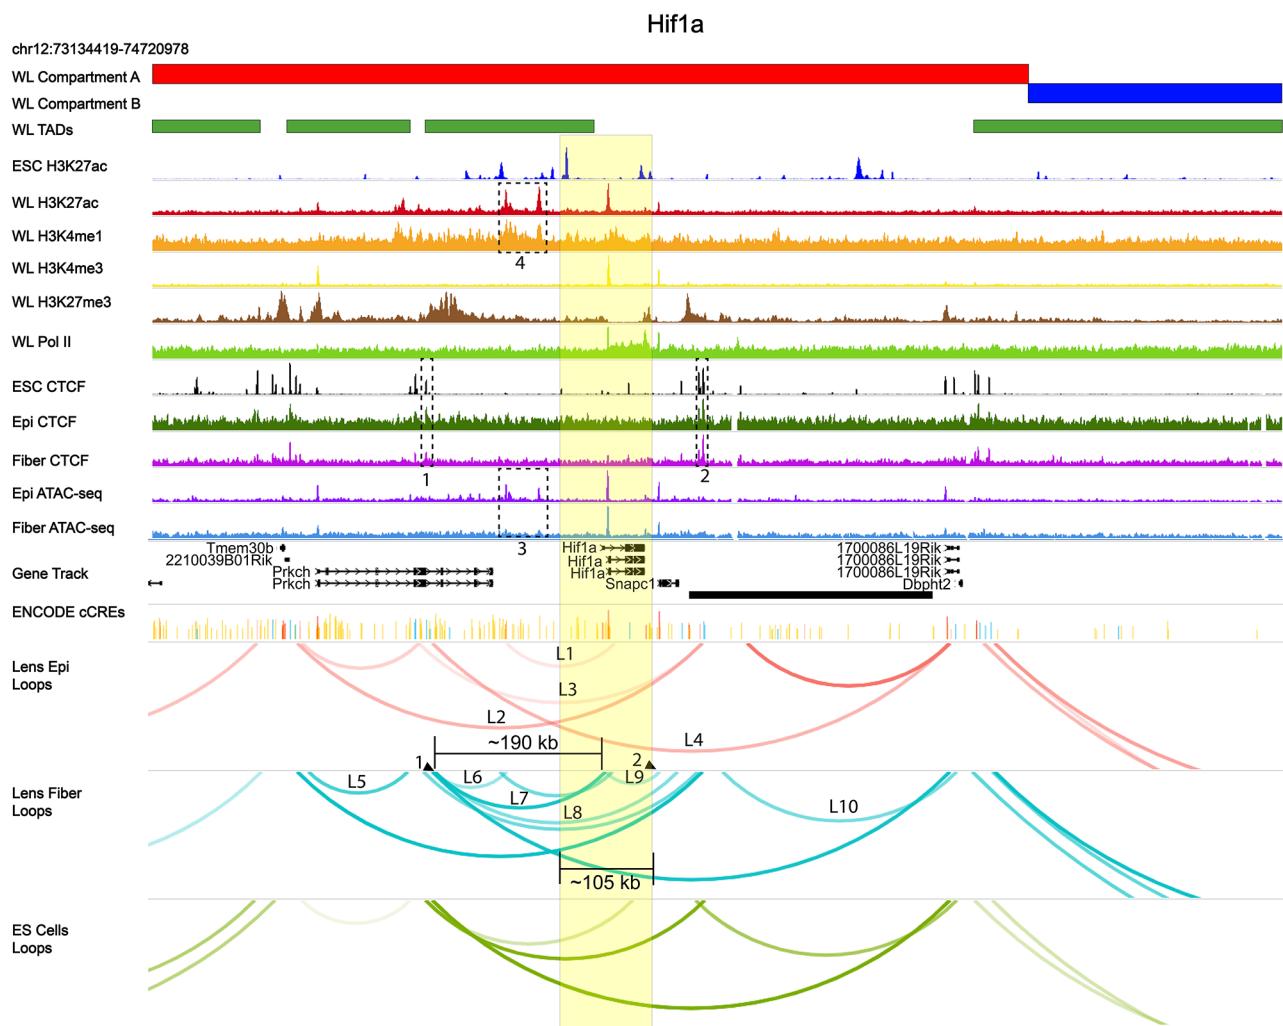 Hif1a
chr12:73134419-74720978
WL Compartment A
WL Compartment B
WL TADs
ESC H3K27ac
WL H3K27ac
WL H3K4me1
4
WL H3K4me3
WL H3K27me3
WL Pol II
ESC CTCF
Epi CTCF
Fiber CTCF
1
2
Epi ATAC-seq
Fiber ATAC-seq
3
Tmem30b
Hif1a
1700086L19Rik
2210039B01Rik
Hif1a
1700086L19Rik
Gene Track
Prkch
Hif1a
1700086L19Rik
Prkch
Snapc1
Dbpht2
ENCODE cCREs
Lens Epi
Loops
L1
L3
L2
L4
~190 kb
1
2
Lens Fiber
Loops
L5
L6
L9
L7
L8
L10
~105 kb
ES Cells
Loops